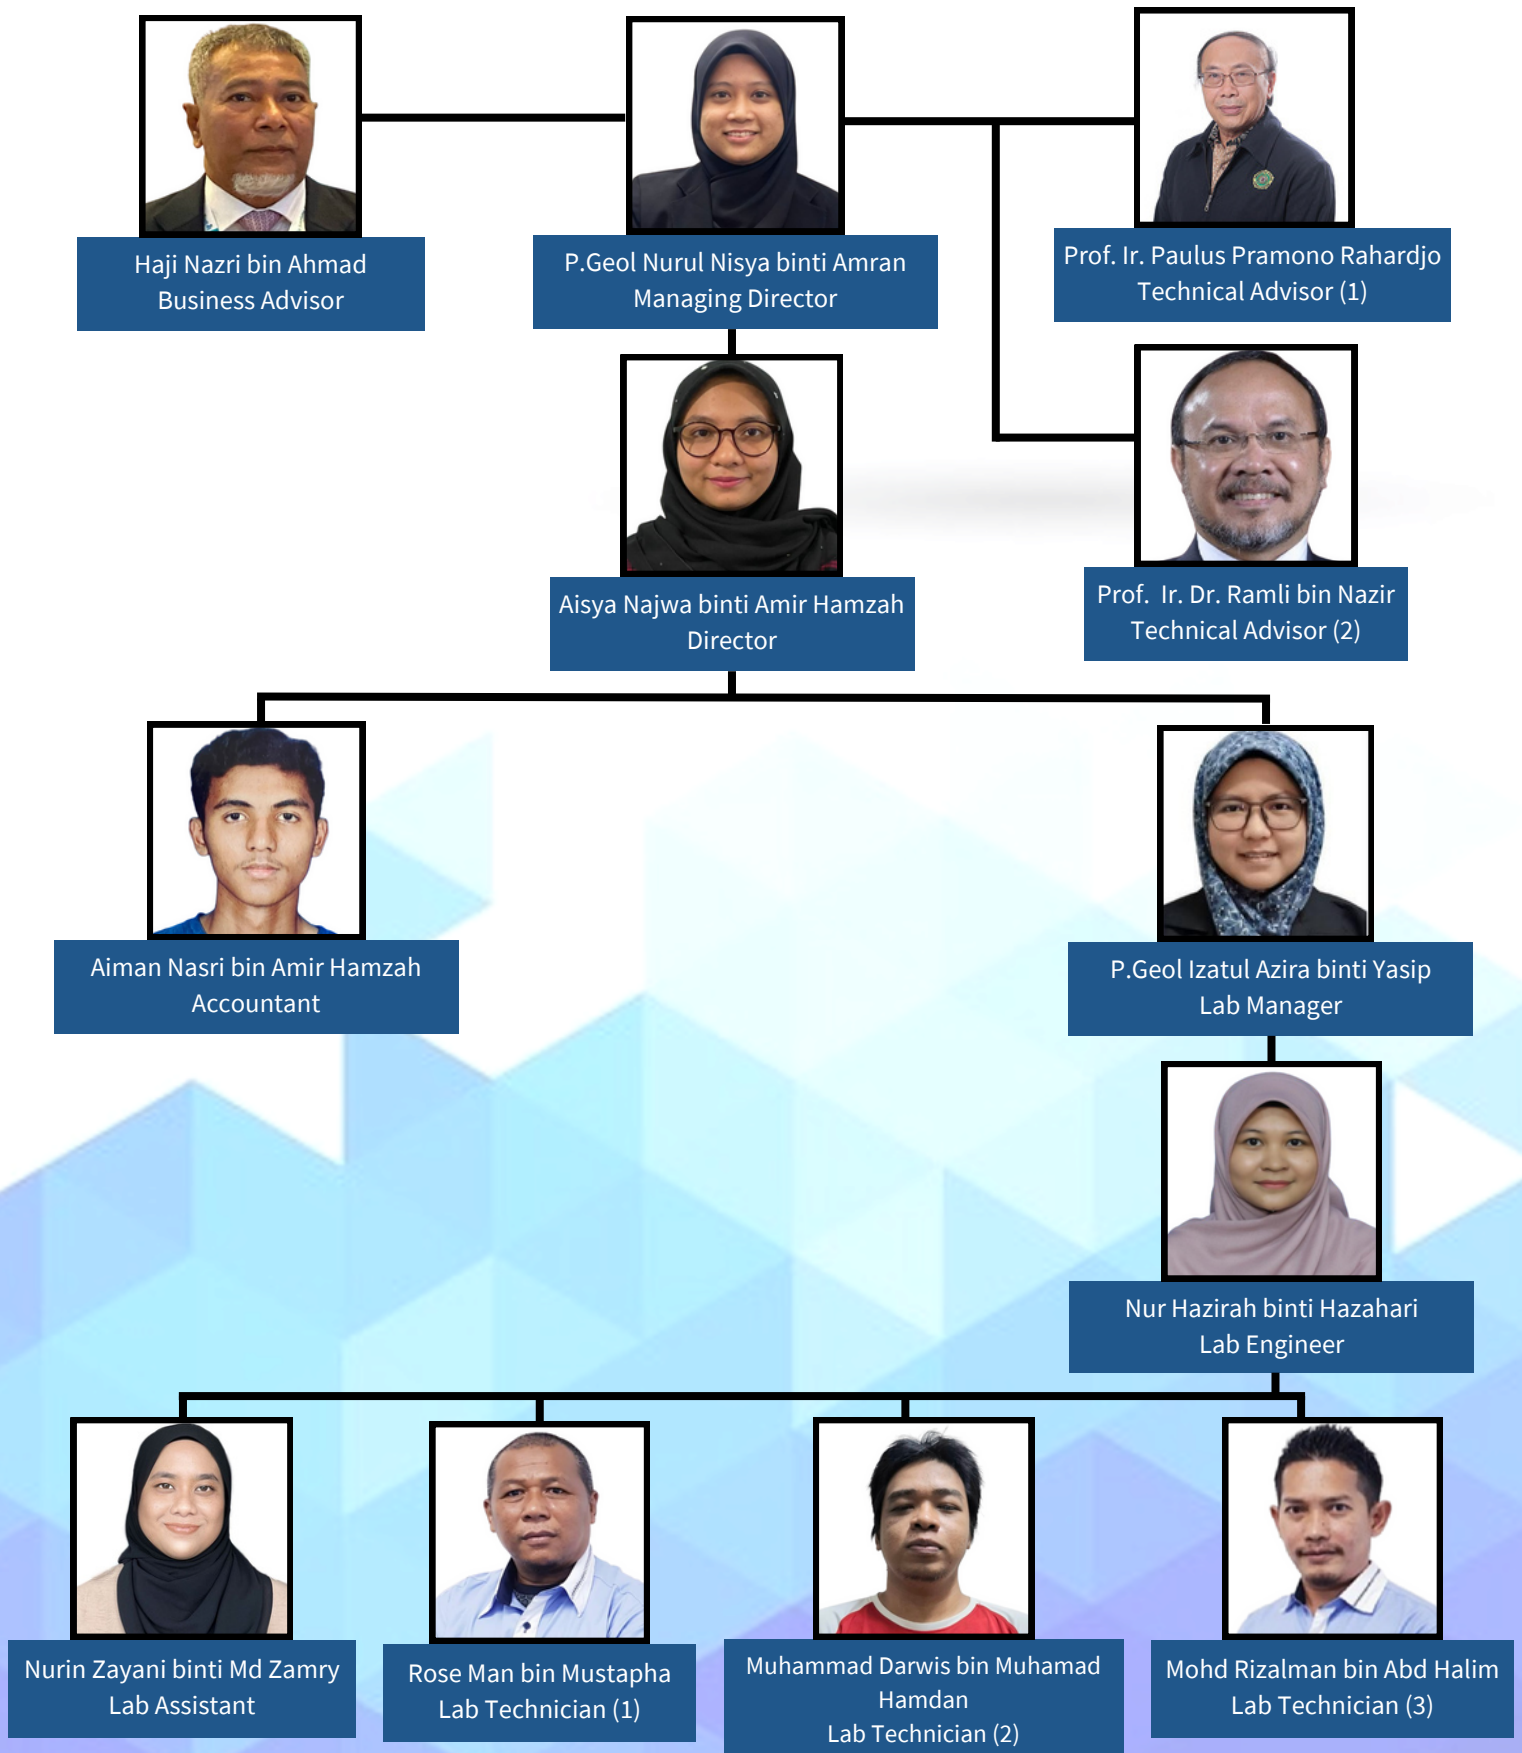 Haji Nazri bin Ahmad
Business Advisor
P.Geol Nurul Nisya binti Amran
Managing Director
Prof. Ir. Paulus Pramono Rahardjo
Technical Advisor (1)
Aisya Najwa binti Amir Hamzah
Director
Prof.  Ir. Dr. Ramli bin Nazir
Technical Advisor (2)
Aiman Nasri bin Amir Hamzah
Accountant
P.Geol Izatul Azira binti Yasip
Lab Manager
Nur Hazirah binti Hazahari
Lab Engineer
Nurin Zayani binti Md Zamry
Lab Assistant
Rose Man bin Mustapha
Lab Technician (1)
Muhammad Darwis bin Muhamad
Hamdan
Lab Technician (2)
Mohd Rizalman bin Abd Halim
Lab Technician (3)